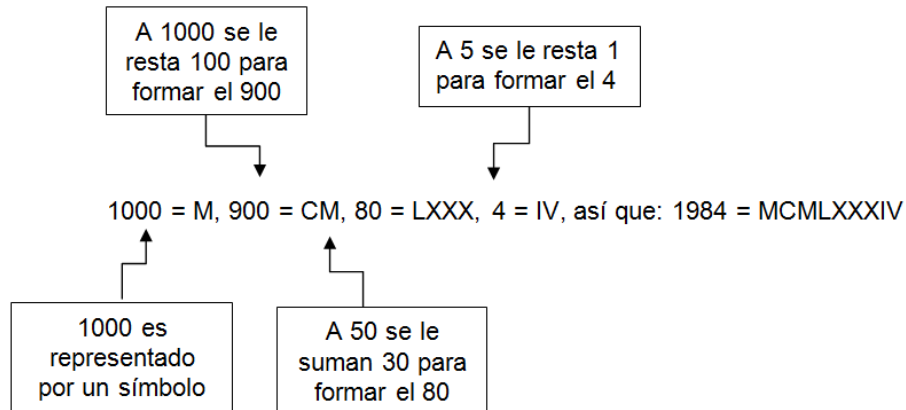 A 1000 se le
resta 100 para
formar el 900
A 5 se le resta 1
para formar el 4
1000 = M, 900 = CM, 80 = LXXX, 4 = IV, así que: 1984 = MCMLXXXIV
1000 es
representado
por un símbolo
A 50 se le
suman 30 para
formar el 80